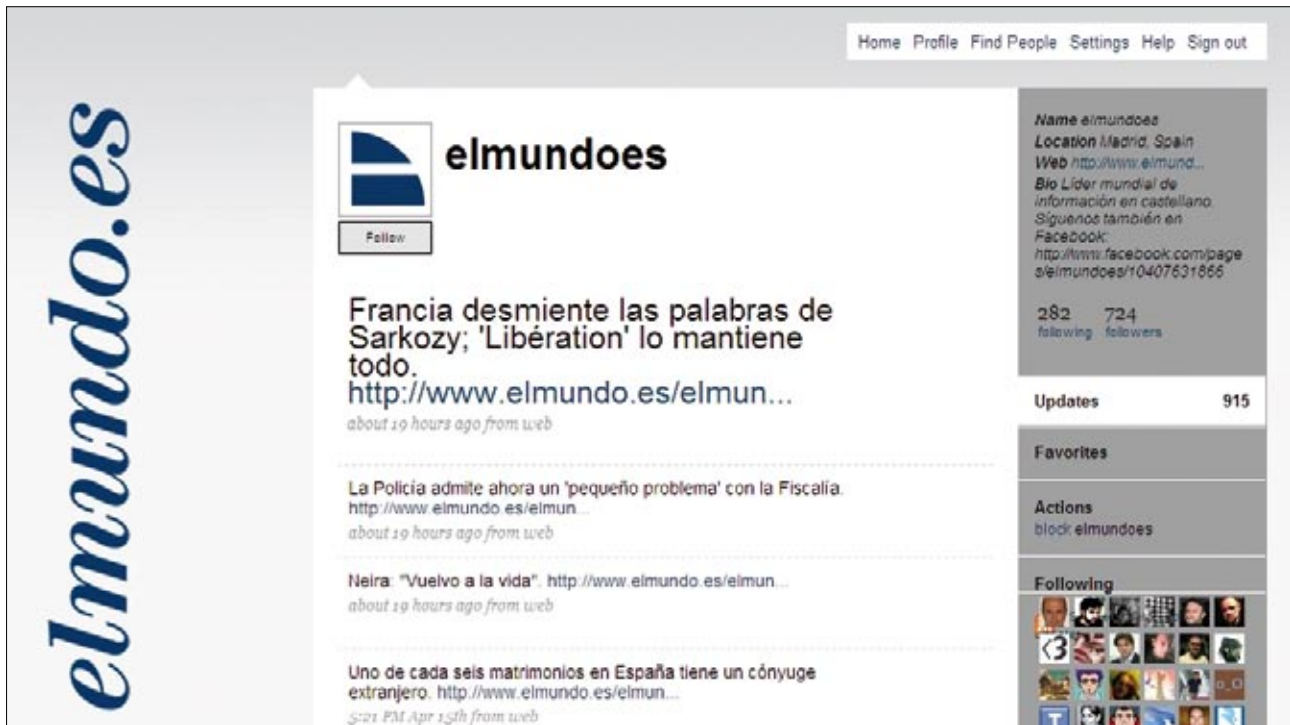 Home Profile Find People Settings Help Sign out
elmundo.es
elmundoes
Follow
Francia desmiente las palabras de
Sarkozy; 'Libération' lo mantiene
todo.
http://www.elmundo.es/elmun...
about 19 hours ago from web
La Policía admite ahora un 'pequeño problema' con la Fiscalía.
http://www.elmundo.es/elmun...
about 19 hours ago from web
Neira: "Vuelvo a la vida". http://www.elmundo.es/elmun...
about 19 hours ago from web
Uno de cada seis matrimonios en España tiene un cónyuge
extranjero. http://www.elmundo.es/elmun...
5:21 PM Apr 15th from web
Name elmundoes
Location Madrid, Spain
Web http://www.elmund...
Bio Líder mundial de
información en castellano.
Síguenos también en
Facebook:
http://www.facebook.com/page
s/elmundoes/10407631866
282 724
following followers
Updates 915
Favorites
Actions
block elmundoes
Following
<3
o_O
T